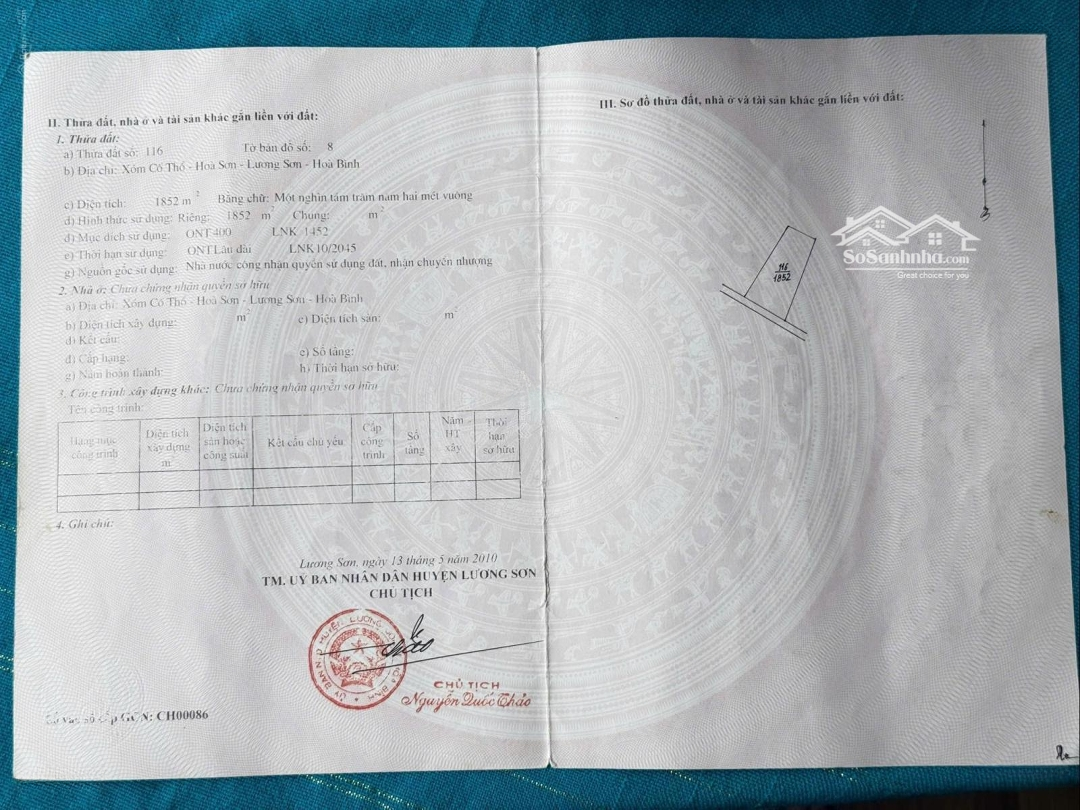 II. Thửa đất, nhà ở và tài sản khác gắn liền với đất:
1. Thửa đất:
a) Thửa đất số: 116 Tờ bản đồ số: 8
b) Địa chỉ: Xóm Cố Thổ - Hoà Sơn - Lương Sơn - Hoà Bình
c) Diện tích: 1852 m² Bằng chữ: Một nghìn tám trăm năm hai mét vuông
d) Hình thức sử dụng: Riêng: 1852 m² Chung: m²
đ) Mục đích sử dụng: ONT 400 LNK 1452
e) Thời hạn sử dụng: ONT Lâu dài LNK 10/2045
g) Nguồn gốc sử dụng: Nhà nước công nhận quyền sử dụng đất, nhận chuyển nhượng
2. Nhà ở: Chưa chứng nhận quyền sở hữu
a) Địa chỉ: Xóm Cố Thổ - Hoà Sơn - Lương Sơn - Hoà Bình
b) Diện tích xây dựng: m² c) Diện tích sàn: m²
d) Kết cấu:
đ) Cấp hạng: e) Số tầng:
g) Năm hoàn thành: h) Thời hạn sở hữu:
3. Công trình xây dựng khác: Chưa chứng nhận quyền sở hữu
Tên công trình:
Hạng mục công trình Diện tích xây dựng m² Diện tích sàn hoặc công suất Kết cấu chủ yếu Cấp công trình Số tầng Năm HT xây Thời hạn sở hữu
4. Ghi chú:
Lương Sơn, ngày 13 tháng 5 năm 2010
TM. UỶ BAN NHÂN DÂN HUYỆN LƯƠNG SƠN
CHỦ TỊCH
CHỦ TỊCH
Nguyễn Quốc Thảo
Số vào sổ cấp GCN: CH00086
III. Sơ đồ thửa đất, nhà ở và tài sản khác gắn liền với đất:
116
1852
SoSanhnha.com
Great choice for you